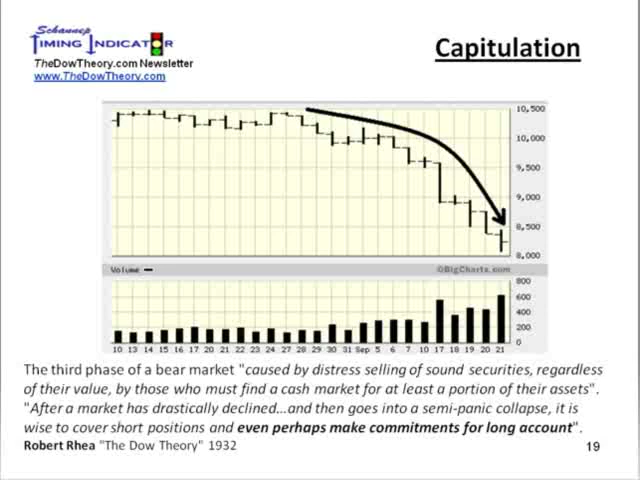 Schannep
TIMING INDICATOR
TheDowTheory.com Newsletter
www.TheDowTheory.com
Capitulation
10,500
10,000
9,500
9,000
8,500
8,000
Volume
©BigCharts.com
800
600
400
200
0
10 13 14 15 16 17 20 21 22 23 24 27 28 29 30 31 Sep 5 6 7 10 17 18 19 20 21
The third phase of a bear market "caused by distress selling of sound securities, regardless
of their value, by those who must find a cash market for at least a portion of their assets".
"After a market has drastically declined…and then goes into a semi-panic collapse, it is
wise to cover short positions and even perhaps make commitments for long account".
Robert Rhea "The Dow Theory" 1932
19